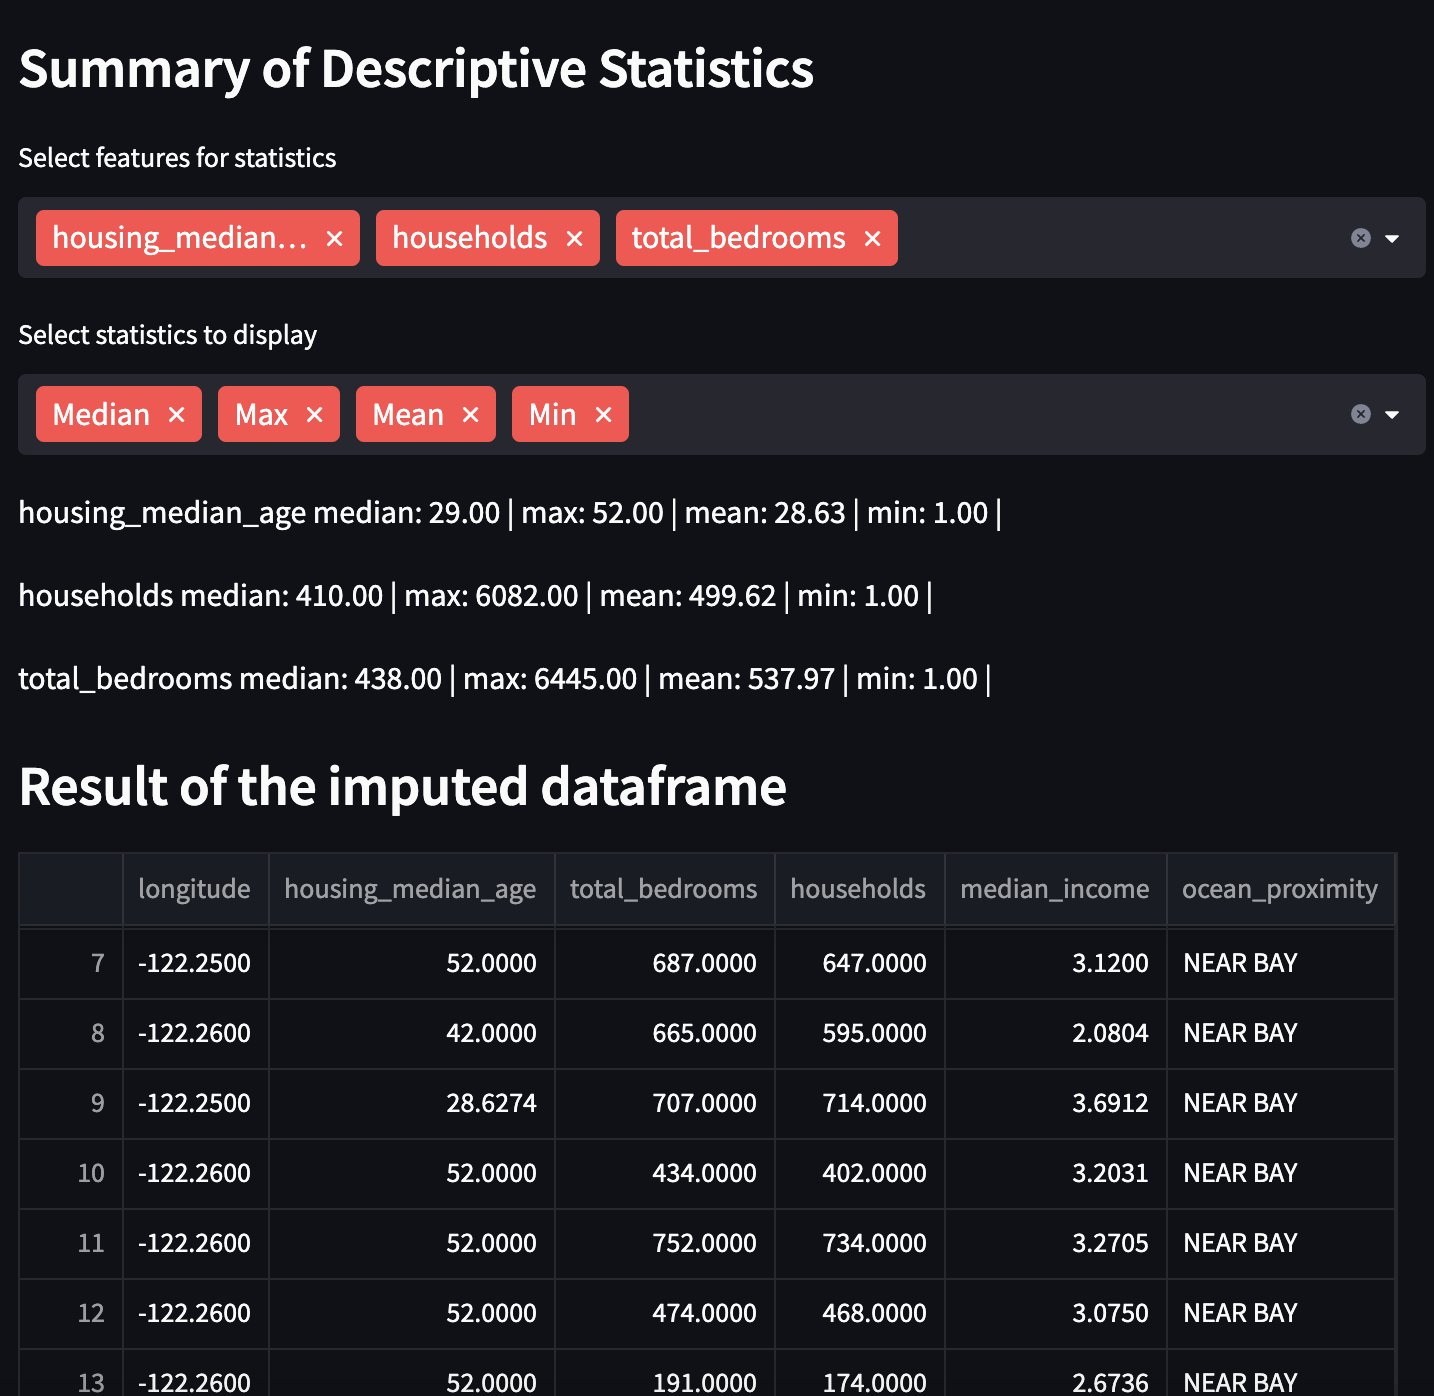 Summary of Descriptive Statistics
Select features for statistics
housing_median... × households × total_bedrooms ×
Select statistics to display
Median × Max × Mean × Min ×
housing_median_age median: 29.00 | max: 52.00 | mean: 28.63 | min: 1.00 |
households median: 410.00 | max: 6082.00 | mean: 499.62 | min: 1.00 |
total_bedrooms median: 438.00 | max: 6445.00 | mean: 537.97 | min: 1.00 |
Result of the imputed dataframe
longitude housing_median_age total_bedrooms households median_income ocean_proximity
7 -122.2500 52.0000 687.0000 647.0000 3.1200 NEAR BAY
8 -122.2600 42.0000 665.0000 595.0000 2.0804 NEAR BAY
9 -122.2500 28.6274 707.0000 714.0000 3.6912 NEAR BAY
10 -122.2600 52.0000 434.0000 402.0000 3.2031 NEAR BAY
11 -122.2600 52.0000 752.0000 734.0000 3.2705 NEAR BAY
12 -122.2600 52.0000 474.0000 468.0000 3.0750 NEAR BAY
13 -122.2600 52.0000 191.0000 174.0000 2.6736 NEAR BAY